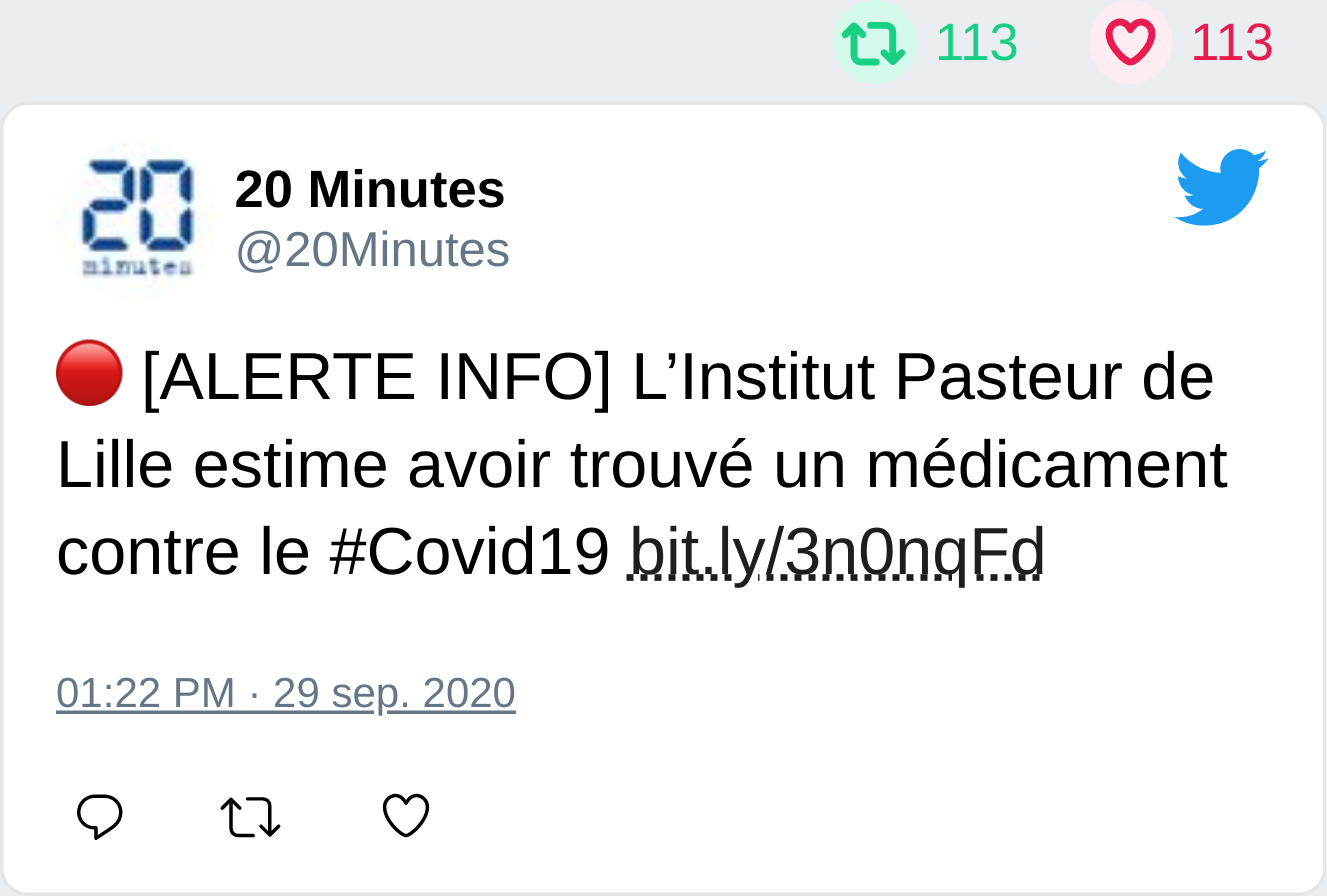 113 113
20 minutes
20 Minutes
@20Minutes
[ALERTE INFO] L’Institut Pasteur de
Lille estime avoir trouvé un médicament
contre le #Covid19 bit.ly/3n0nqFd
01:22 PM · 29 sep. 2020